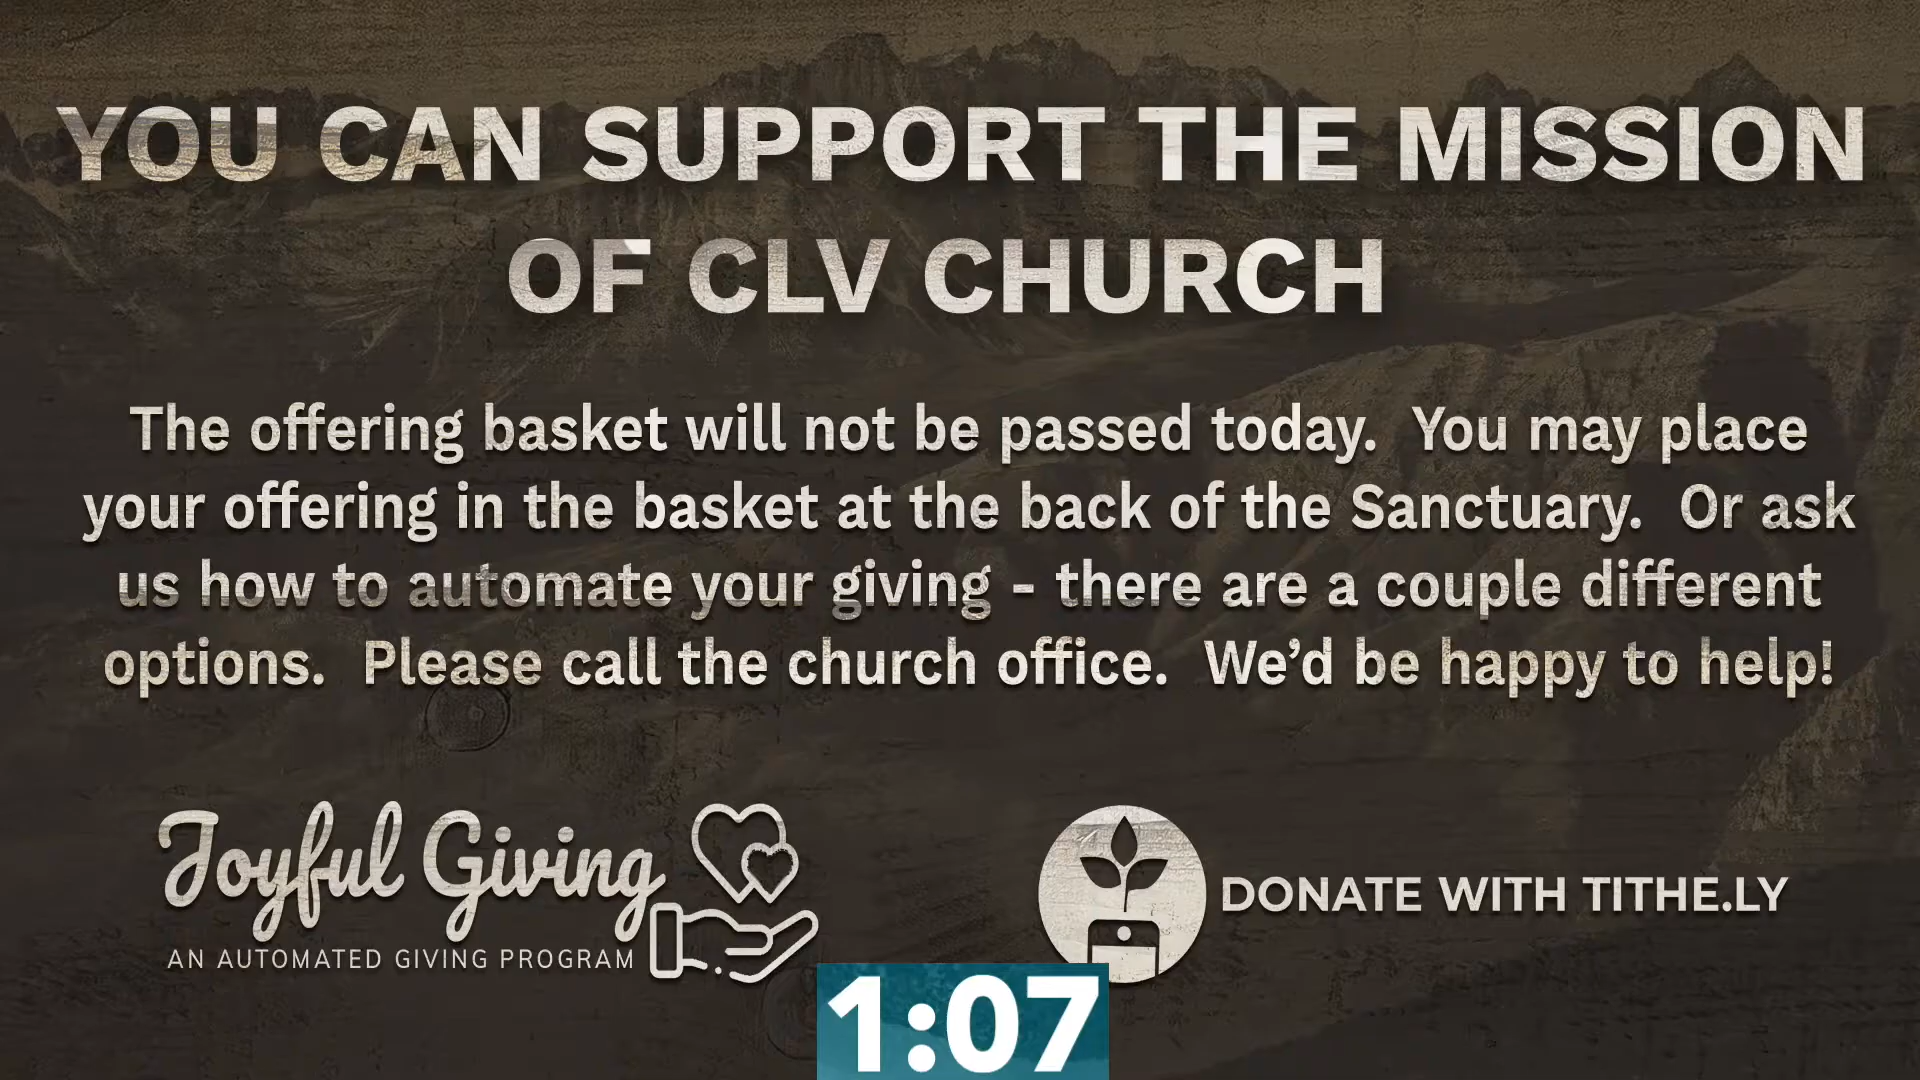 YOU CAN SUPPORT THE MISSION
OF CLV CHURCH
The offering basket will not be passed today.  You may place
your offering in the basket at the back of the Sanctuary.  Or ask
us how to automate your giving - there are a couple different
options.  Please call the church office.  We’d be happy to help!
Joyful Giving
AN AUTOMATED GIVING PROGRAM
DONATE WITH TITHE.LY
1:07